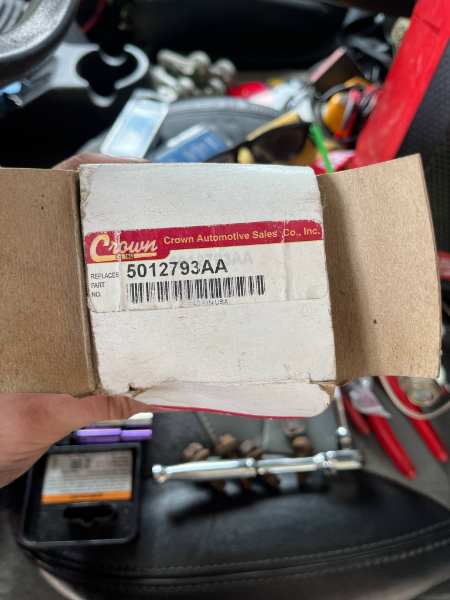 Crown
Crown Automotive Sales Co., Inc.
REPLACES
PART
NO.
5012793AA